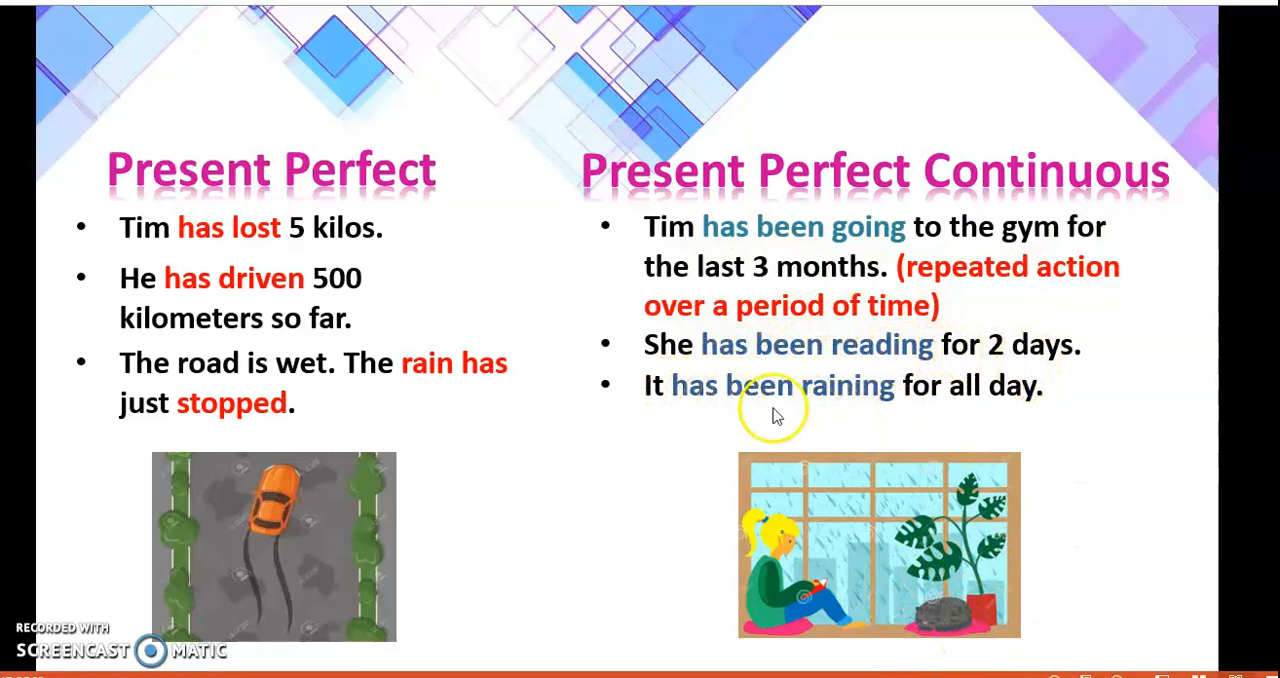 Present Perfect
• Tim has lost 5 kilos.
• He has driven 500
kilometers so far.
• The road is wet. The rain has
just stopped.
Present Perfect Continuous
• Tim has been going to the gym for
the last 3 months. (repeated action
over a period of time)
• She has been reading for 2 days.
• It has been raining for all day.
RECORDED WITH
SCREENCAST MATIC